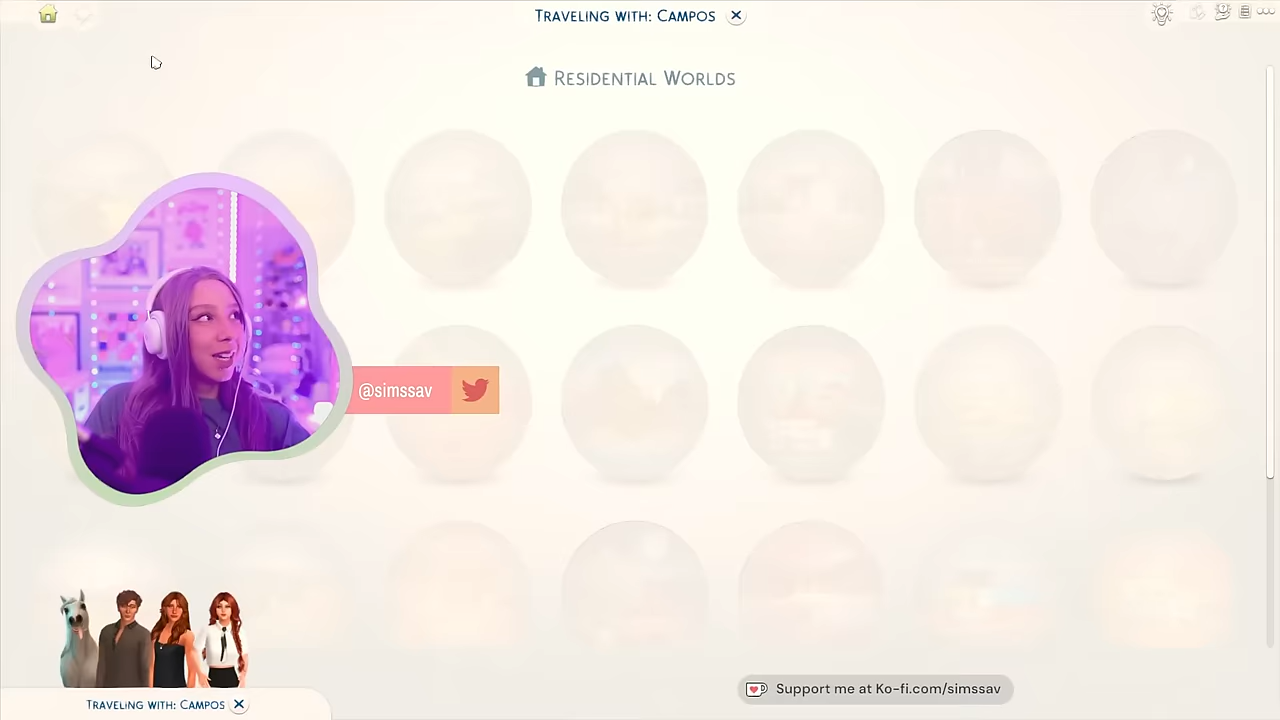 TRAVELING WITH: CAMPOS
RESIDENTIAL WORLDS
@simssav
Support me at Ko-fi.com/simssav
TRAVELING WITH: CAMPOS